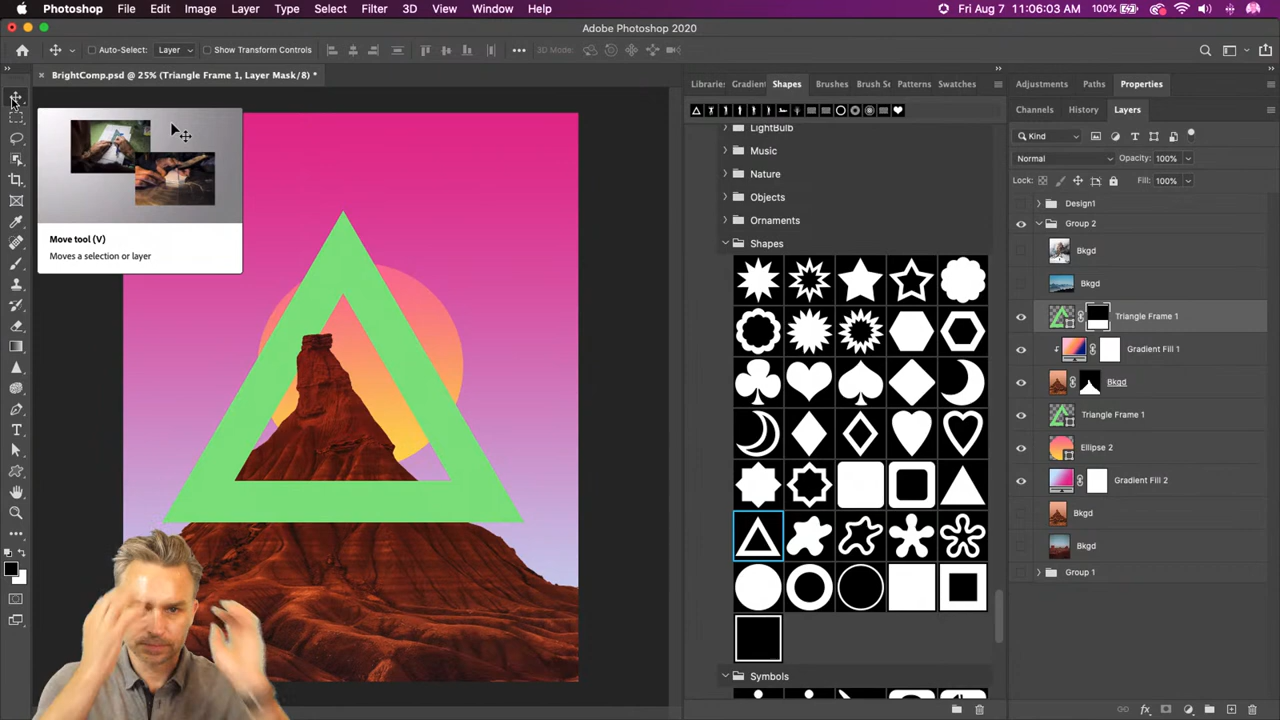 Photoshop File Edit Image Layer Type Select Filter 3D View Window Help 100% Fri Aug 7 11:06:03 AM
Adobe Photoshop 2020
Auto-Select: Layer Show Transform Controls 3D Mode:
BrightComp.psd @ 25% (Triangle Frame 1, Layer Mask/8) *
Move tool (V)
Moves a selection or layer
Librarie Gradien Shapes Brushes Brush Se Patterns Swatches
LightBulb
Music
Nature
Objects
Ornaments
Shapes
Symbols
Adjustments Paths Properties
Channels History Layers
Kind
Normal Opacity: 100%
Lock: Fill: 100%
Design1
Group 2
Bkgd
Bkgd
Triangle Frame 1
Gradient Fill 1
Bkgd
Triangle Frame 1
Ellipse 2
Gradient Fill 2
Bkgd
Bkgd
Group 1